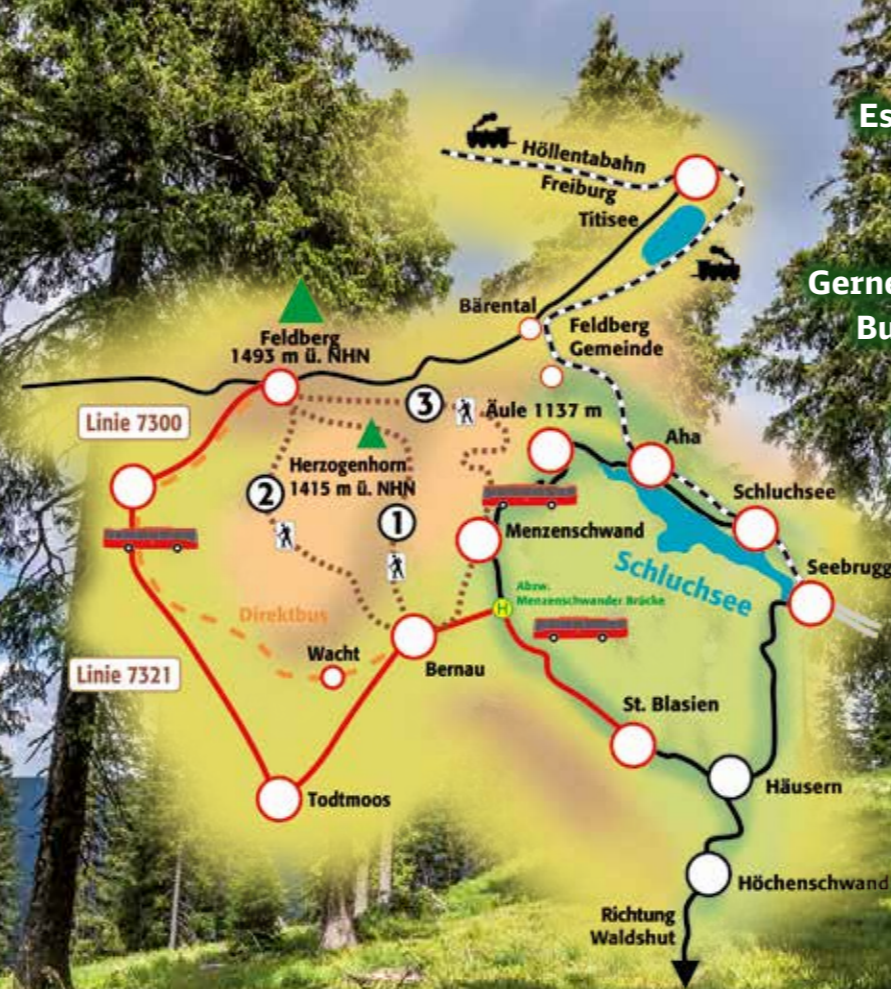 Es
Höllentabahn
Freiburg
Titisee
Gerne
Bu
Bärental
Feldberg
Gemeinde
Feldberg
1493 m ü. NHN
Linie 7300
3
Äule 1137 m
Aha
Herzogenhorn
1415 m ü. NHN
2
1
Schluchsee
Menzenschwand
Schluchsee
Seebrugg
Abzw.
Menzenschwander Brücke
H
Direktbus
Wacht
Bernau
Linie 7321
St. Blasien
Todtmoos
Häusern
Höchenschwand
Richtung
Waldshut